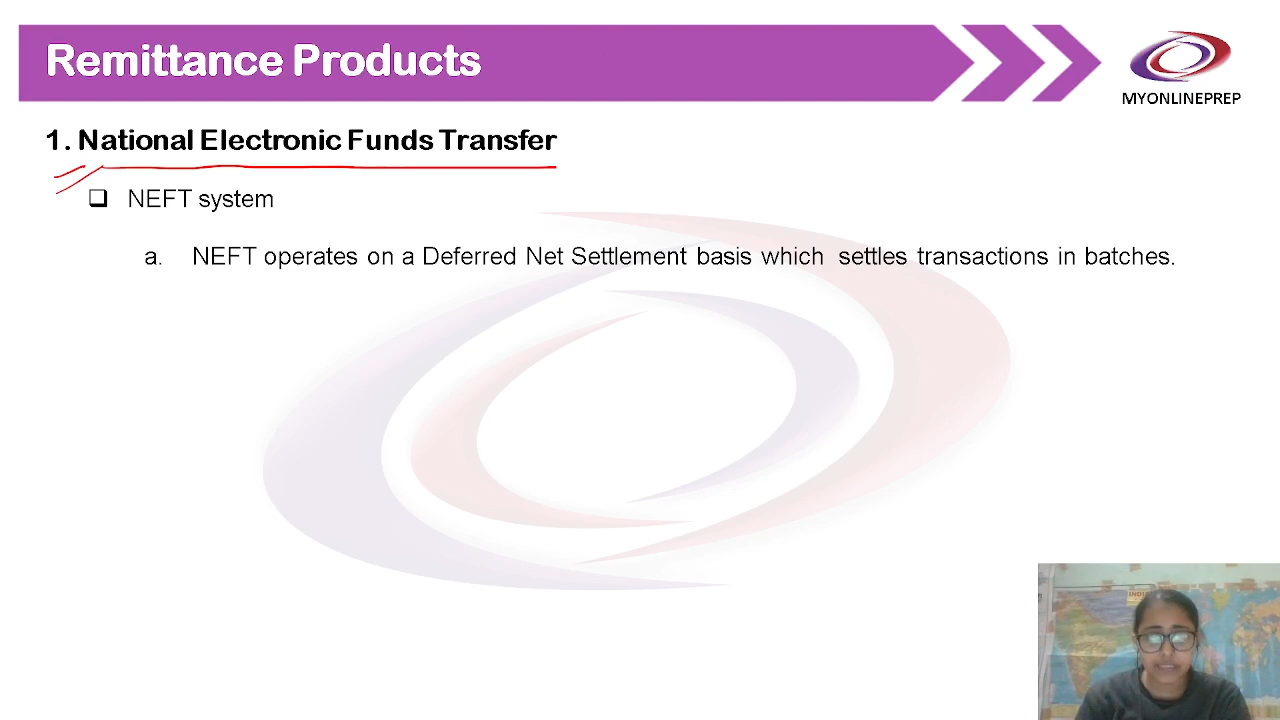 Remittance Products
MYONLINEPREP
1. National Electronic Funds Transfer
NEFT system
a. NEFT operates on a Deferred Net Settlement basis which settles transactions in batches.
INDIA